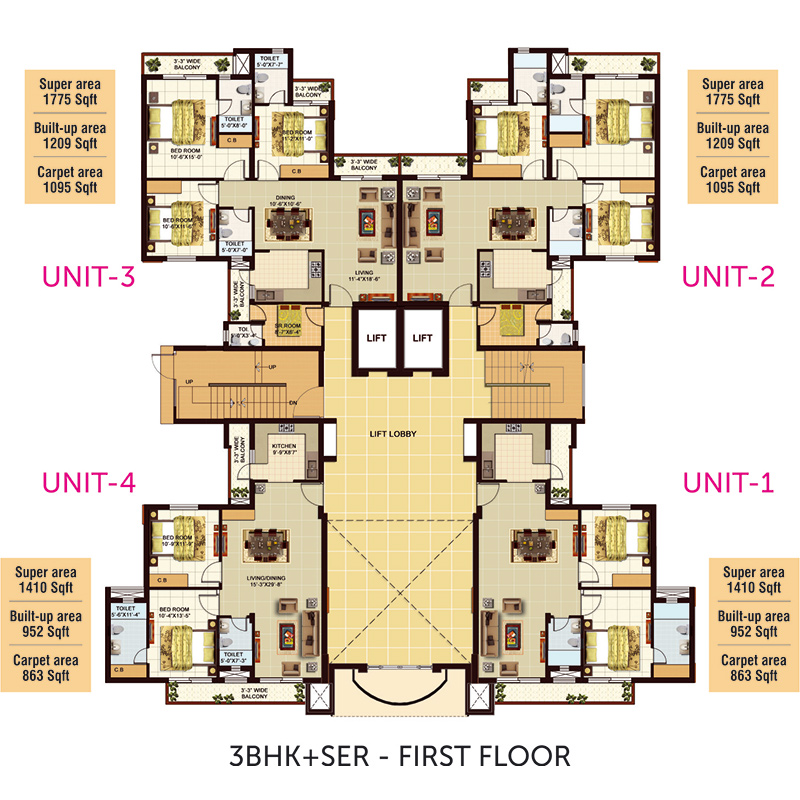 3'-3" WIDE
BALCONY
TOILET
5'-0"X7'-7"
3'-3" WIDE
BALCONY
TOILET
5'-0"X8'-0"
C.B
BED ROOM
10'-6"X15'-0"
BED ROOM
11'-2"X11'-0"
C.B
3'-3" WIDE
BALCONY
Super area
1775 Sqft
Built-up area
1209 Sqft
Carpet area
1095 Sqft
Super area
1775 Sqft
Built-up area
1209 Sqft
Carpet area
1095 Sqft
DINING
10'-6"X10'-6"
BED ROOM
10'-6"X11'-6"
TOILET
5'-0"X7'-0"
LIVING
11'-4"X18'-6"
UNIT-3
UNIT-2
3'-3" WIDE
BALCONY
SR.ROOM
8'-7"X6'-4"
TOI.
LIFT
LIFT
UP
UP
DN
LIFT LOBBY
3'-3" WIDE
BALCONY
KITCHEN
9'-9"X8'7"
UNIT-4
UNIT-1
BED ROOM
10'-9"X11'-9"
C.B
LIVING/DINING
15'-3"X29'-8"
TOILET
5'-6"X11'-4"
BED ROOM
10'-4"X13'-5"
C.B
TOILET
5'-0"X7'-3"
3'-3" WIDE
BALCONY
Super area
1410 Sqft
Built-up area
952 Sqft
Carpet area
863 Sqft
Super area
1410 Sqft
Built-up area
952 Sqft
Carpet area
863 Sqft
3BHK+SER - FIRST FLOOR